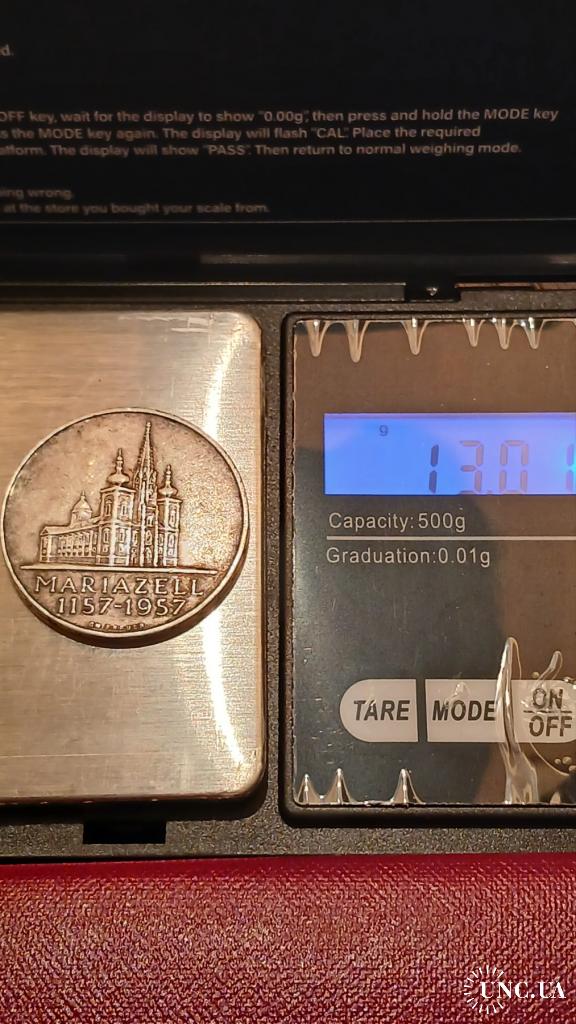 d.
OFF key, wait for the display to show "0.00g", then press and hold the MODE key
s the MODE key again. The display will flash "CAL". Place the required
atform. The display will show "PASS". Then return to normal weighing mode.
ing wrong.
at the store you bought your scale from.
g
13.01
Capacity:500g
Graduation:0.01g
MARIAZELL
1157-1957
TARE
MODE
ON
OFF
UNC.UA